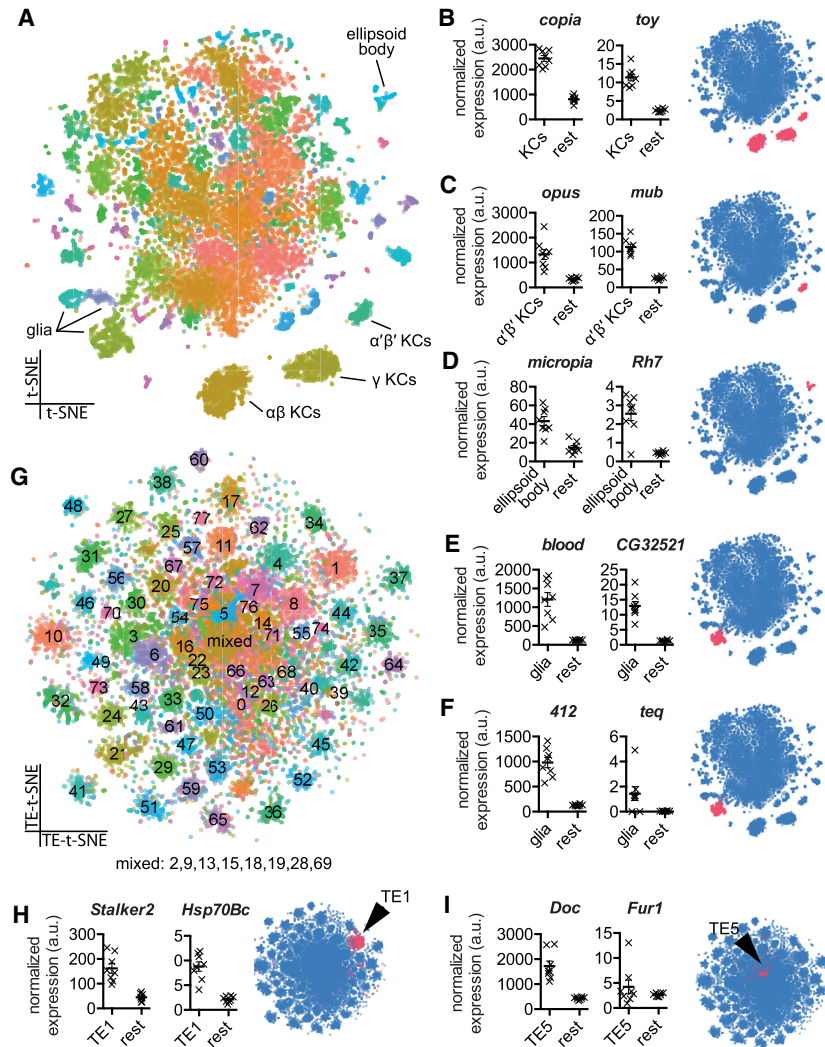 A
ellipsoid
body
glia
α′β′ KCs
γ KCs
αβ KCs
t-SNE
t-SNE
B
copia
toy
normalized
expression (a.u.)
3000
2000
1000
0
20
15
10
5
0
KCs
rest
KCs
rest
C
opus
mub
normalized
expression (a.u.)
3000
2000
1000
0
200
150
100
50
0
α′β′ KCs
rest
α′β′ KCs
rest
D
micropia
Rh7
normalized
expression (a.u.)
80
60
40
20
0
4
3
2
1
0
ellipsoid
body
rest
ellipsoid
body
rest
E
blood
CG32521
normalized
expression (a.u.)
2000
1500
1000
500
0
25
20
15
10
5
0
glia
rest
glia
rest
F
412
teq
normalized
expression (a.u.)
1500
1000
500
0
6
4
2
0
glia
rest
glia
rest
G
60
38
48
17
27
77
25
62
34
57
11
31
67
4
1
56
72
37
20
7
46
30
75
76
8
70
54
5
44
14
10
3
mixed
71
55
74
35
16
6
22
49
23
66
68
42
64
73
58
63
32
43
33
12
40
39
0
26
24
50
61
21
47
45
29
53
52
41
59
51
36
65
TE-t-SNE
TE-t-SNE
mixed: 2,9,13,15,18,19,28,69
H
Stalker2
Hsp70Bc
TE1
normalized
expression (a.u.)
300
200
100
0
5
10
5
0
TE1
rest
TE1
rest
I
Doc
Fur1
TE5
normalized
expression (a.u.)
3000
2000
1000
0
15
10
5
0
TE5
rest
TE5
rest